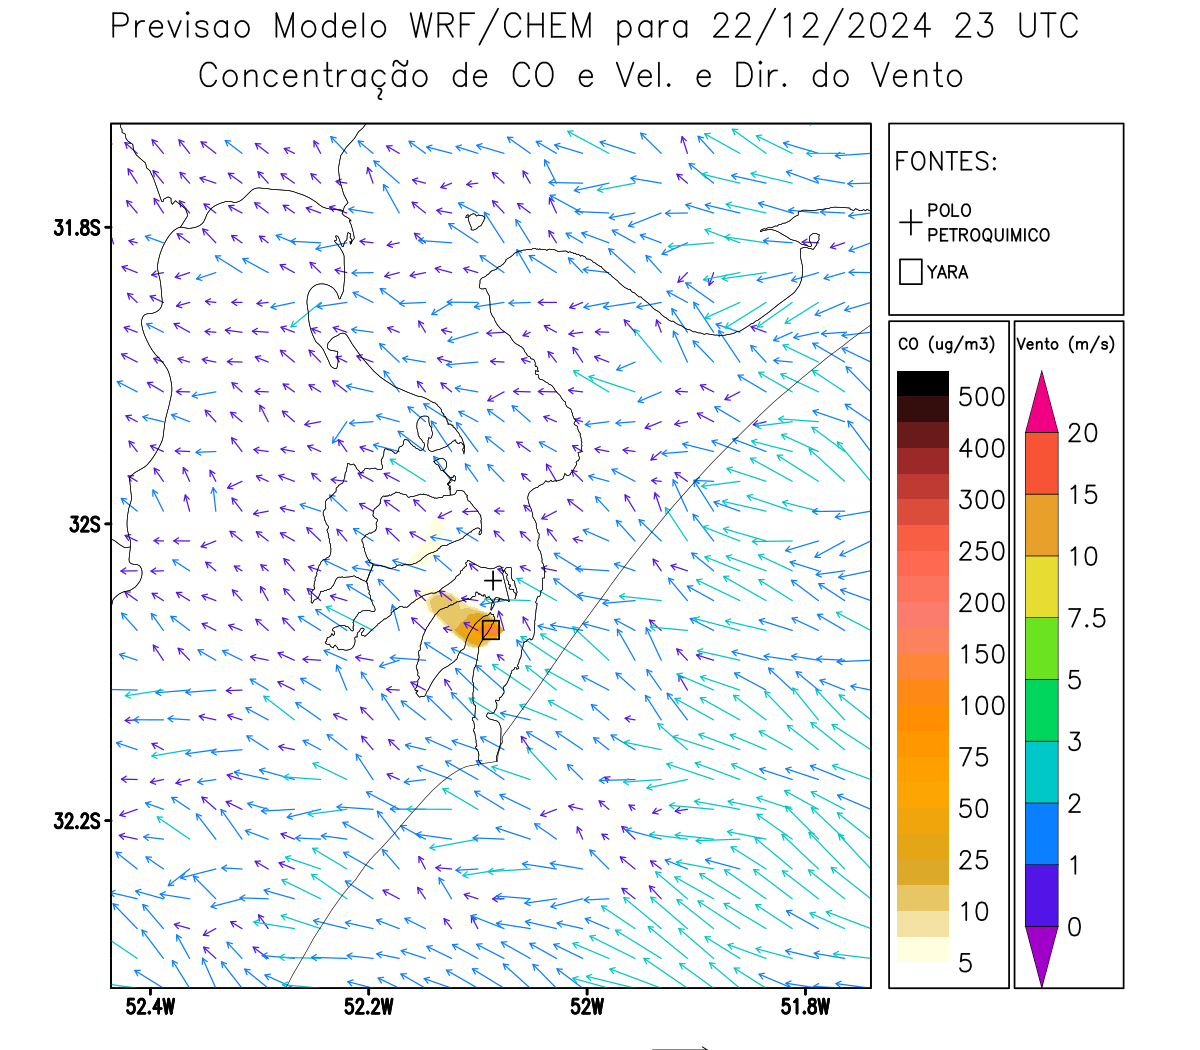 Previsao Modelo WRF/CHEM para 22/12/2024 23 UTC
Concentração de CO e Vel. e Dir. do Vento
FONTES:
POLO
PETROQUIMICO
YARA
CO (ug/m3)
500
400
300
250
200
150
100
75
50
25
10
5
Vento (m/s)
20
15
10
7.5
5
3
2
1
0
31.8S
32S
32.2S
52.4W
52.2W
52W
51.8W